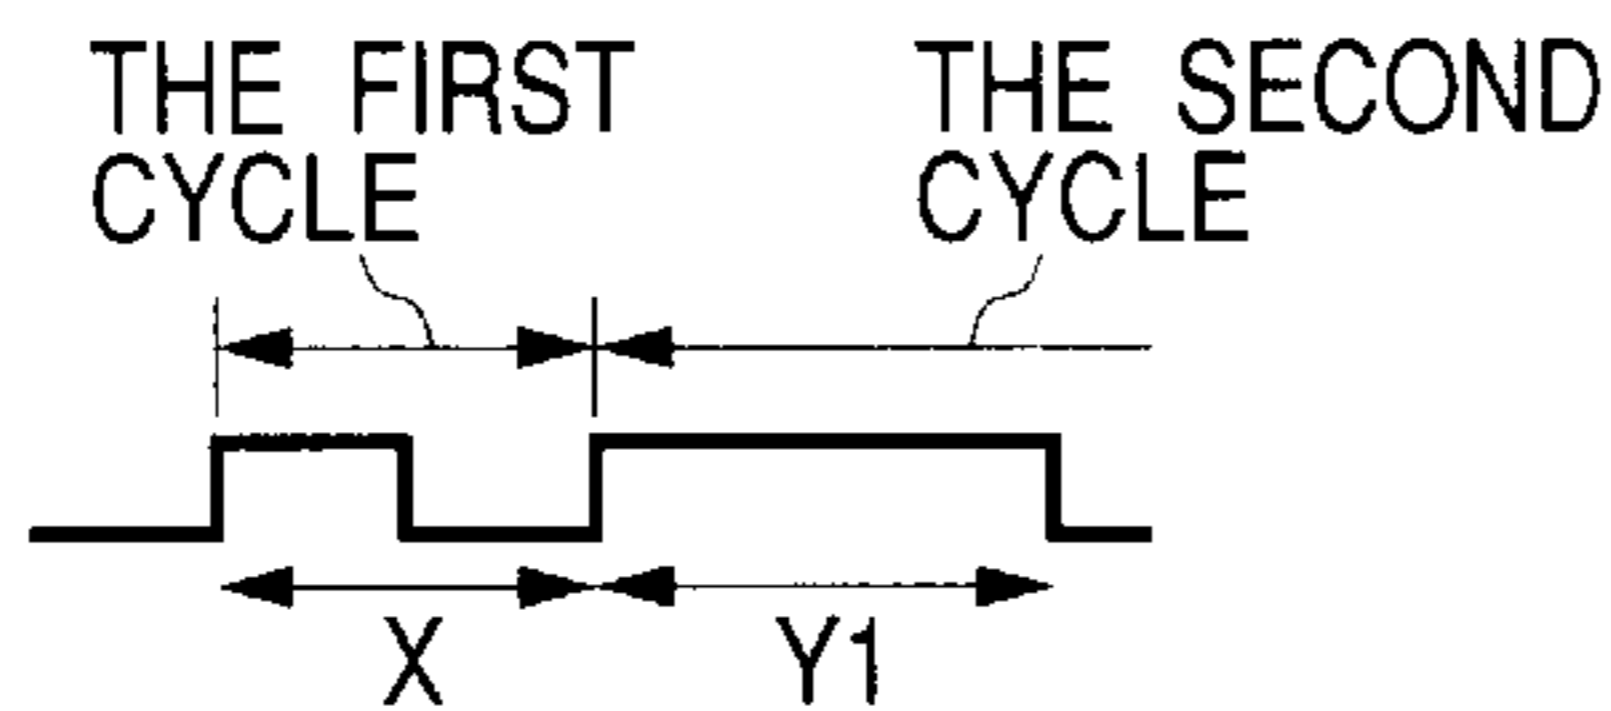 THE FIRST
CYCLE
THE SECOND
CYCLE
X
Y1